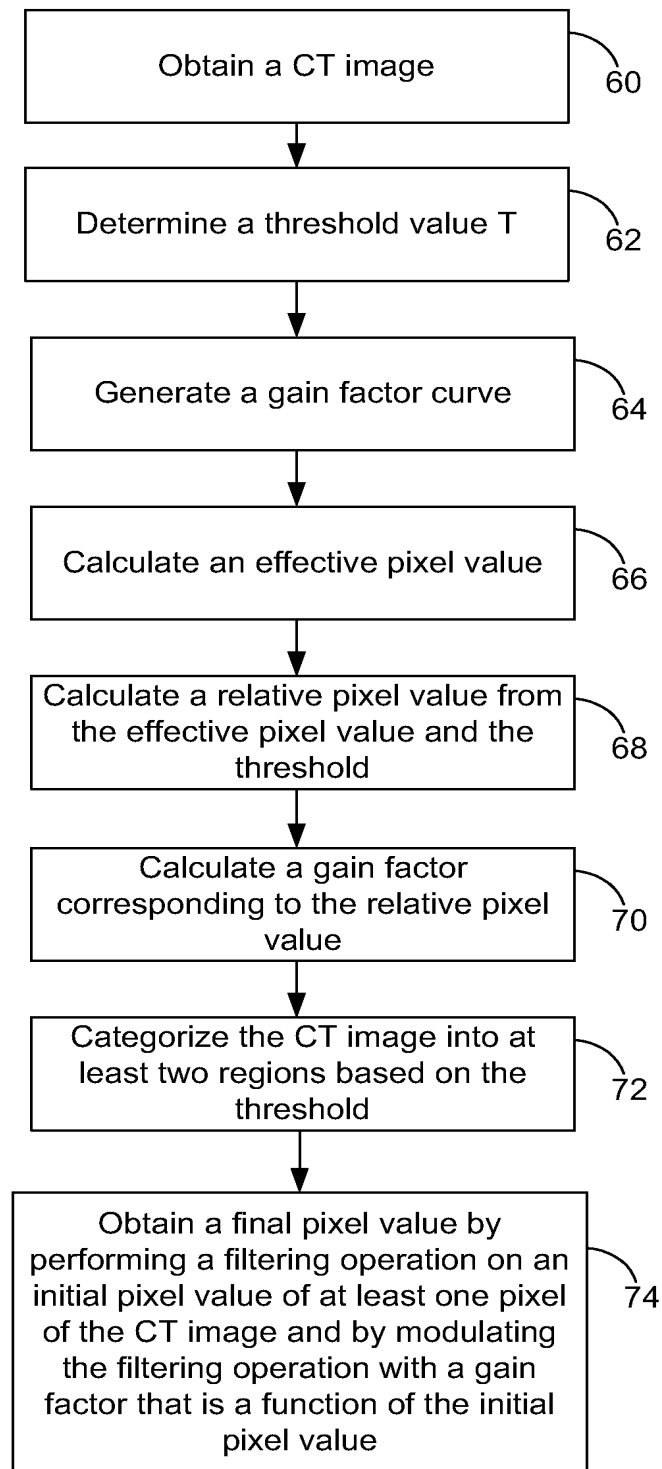 Obtain a CT image
60
Determine a threshold value T
62
Generate a gain factor curve
64
Calculate an effective pixel value
66
Calculate a relative pixel value from
the effective pixel value and the
threshold
68
Calculate a gain factor
corresponding to the relative pixel
value
70
Categorize the CT image into at
least two regions based on the
threshold
72
Obtain a final pixel value by
performing a filtering operation on an
initial pixel value of at least one pixel
of the CT image and by modulating
the filtering operation with a gain
factor that is a function of the initial
pixel value
74